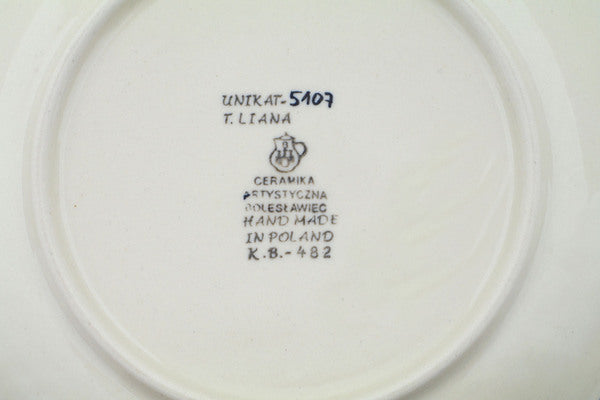 UNIKAT-5107
T. LIANA
CERAMIKA
ARTYSTYCZNA
BOLESŁAWIEC
HAND MADE
IN POLAND
K.B.-482